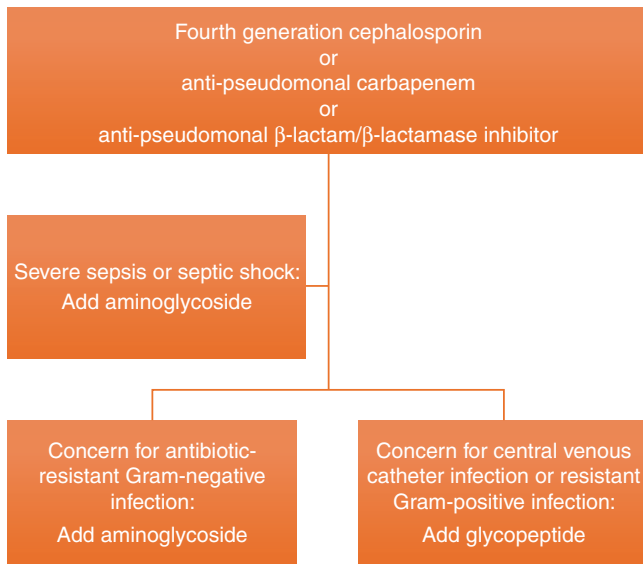 Fourth generation cephalosporin
or
anti-pseudomonal carbapenem
or
anti-pseudomonal β-lactam/β-lactamase inhibitor
Severe sepsis or septic shock:
Add aminoglycoside
Concern for antibiotic-
resistant Gram-negative
infection:
Add aminoglycoside
Concern for central venous
catheter infection or resistant
Gram-positive infection:
Add glycopeptide